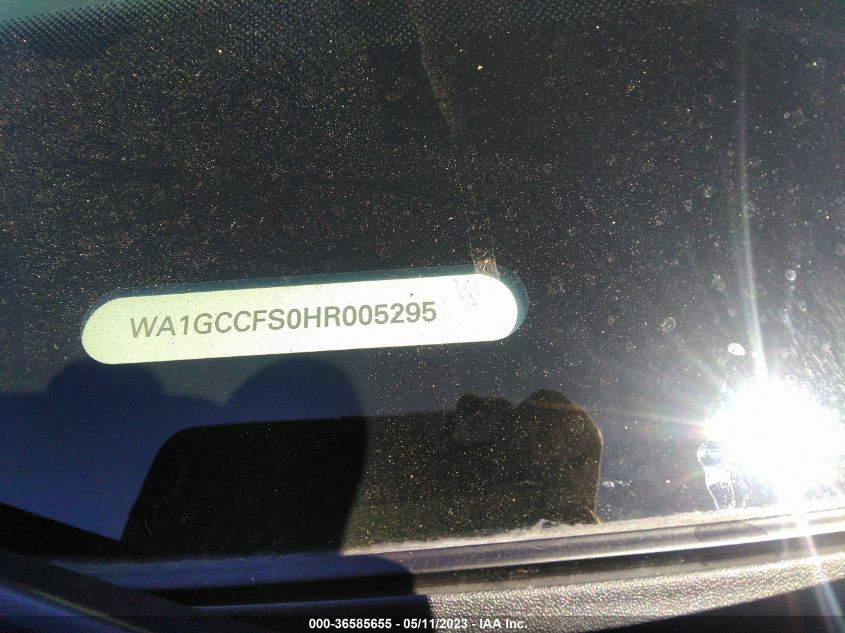 WA1GCCFS0HR005295
000-36585655 - 05/11/2023 - IAA Inc.